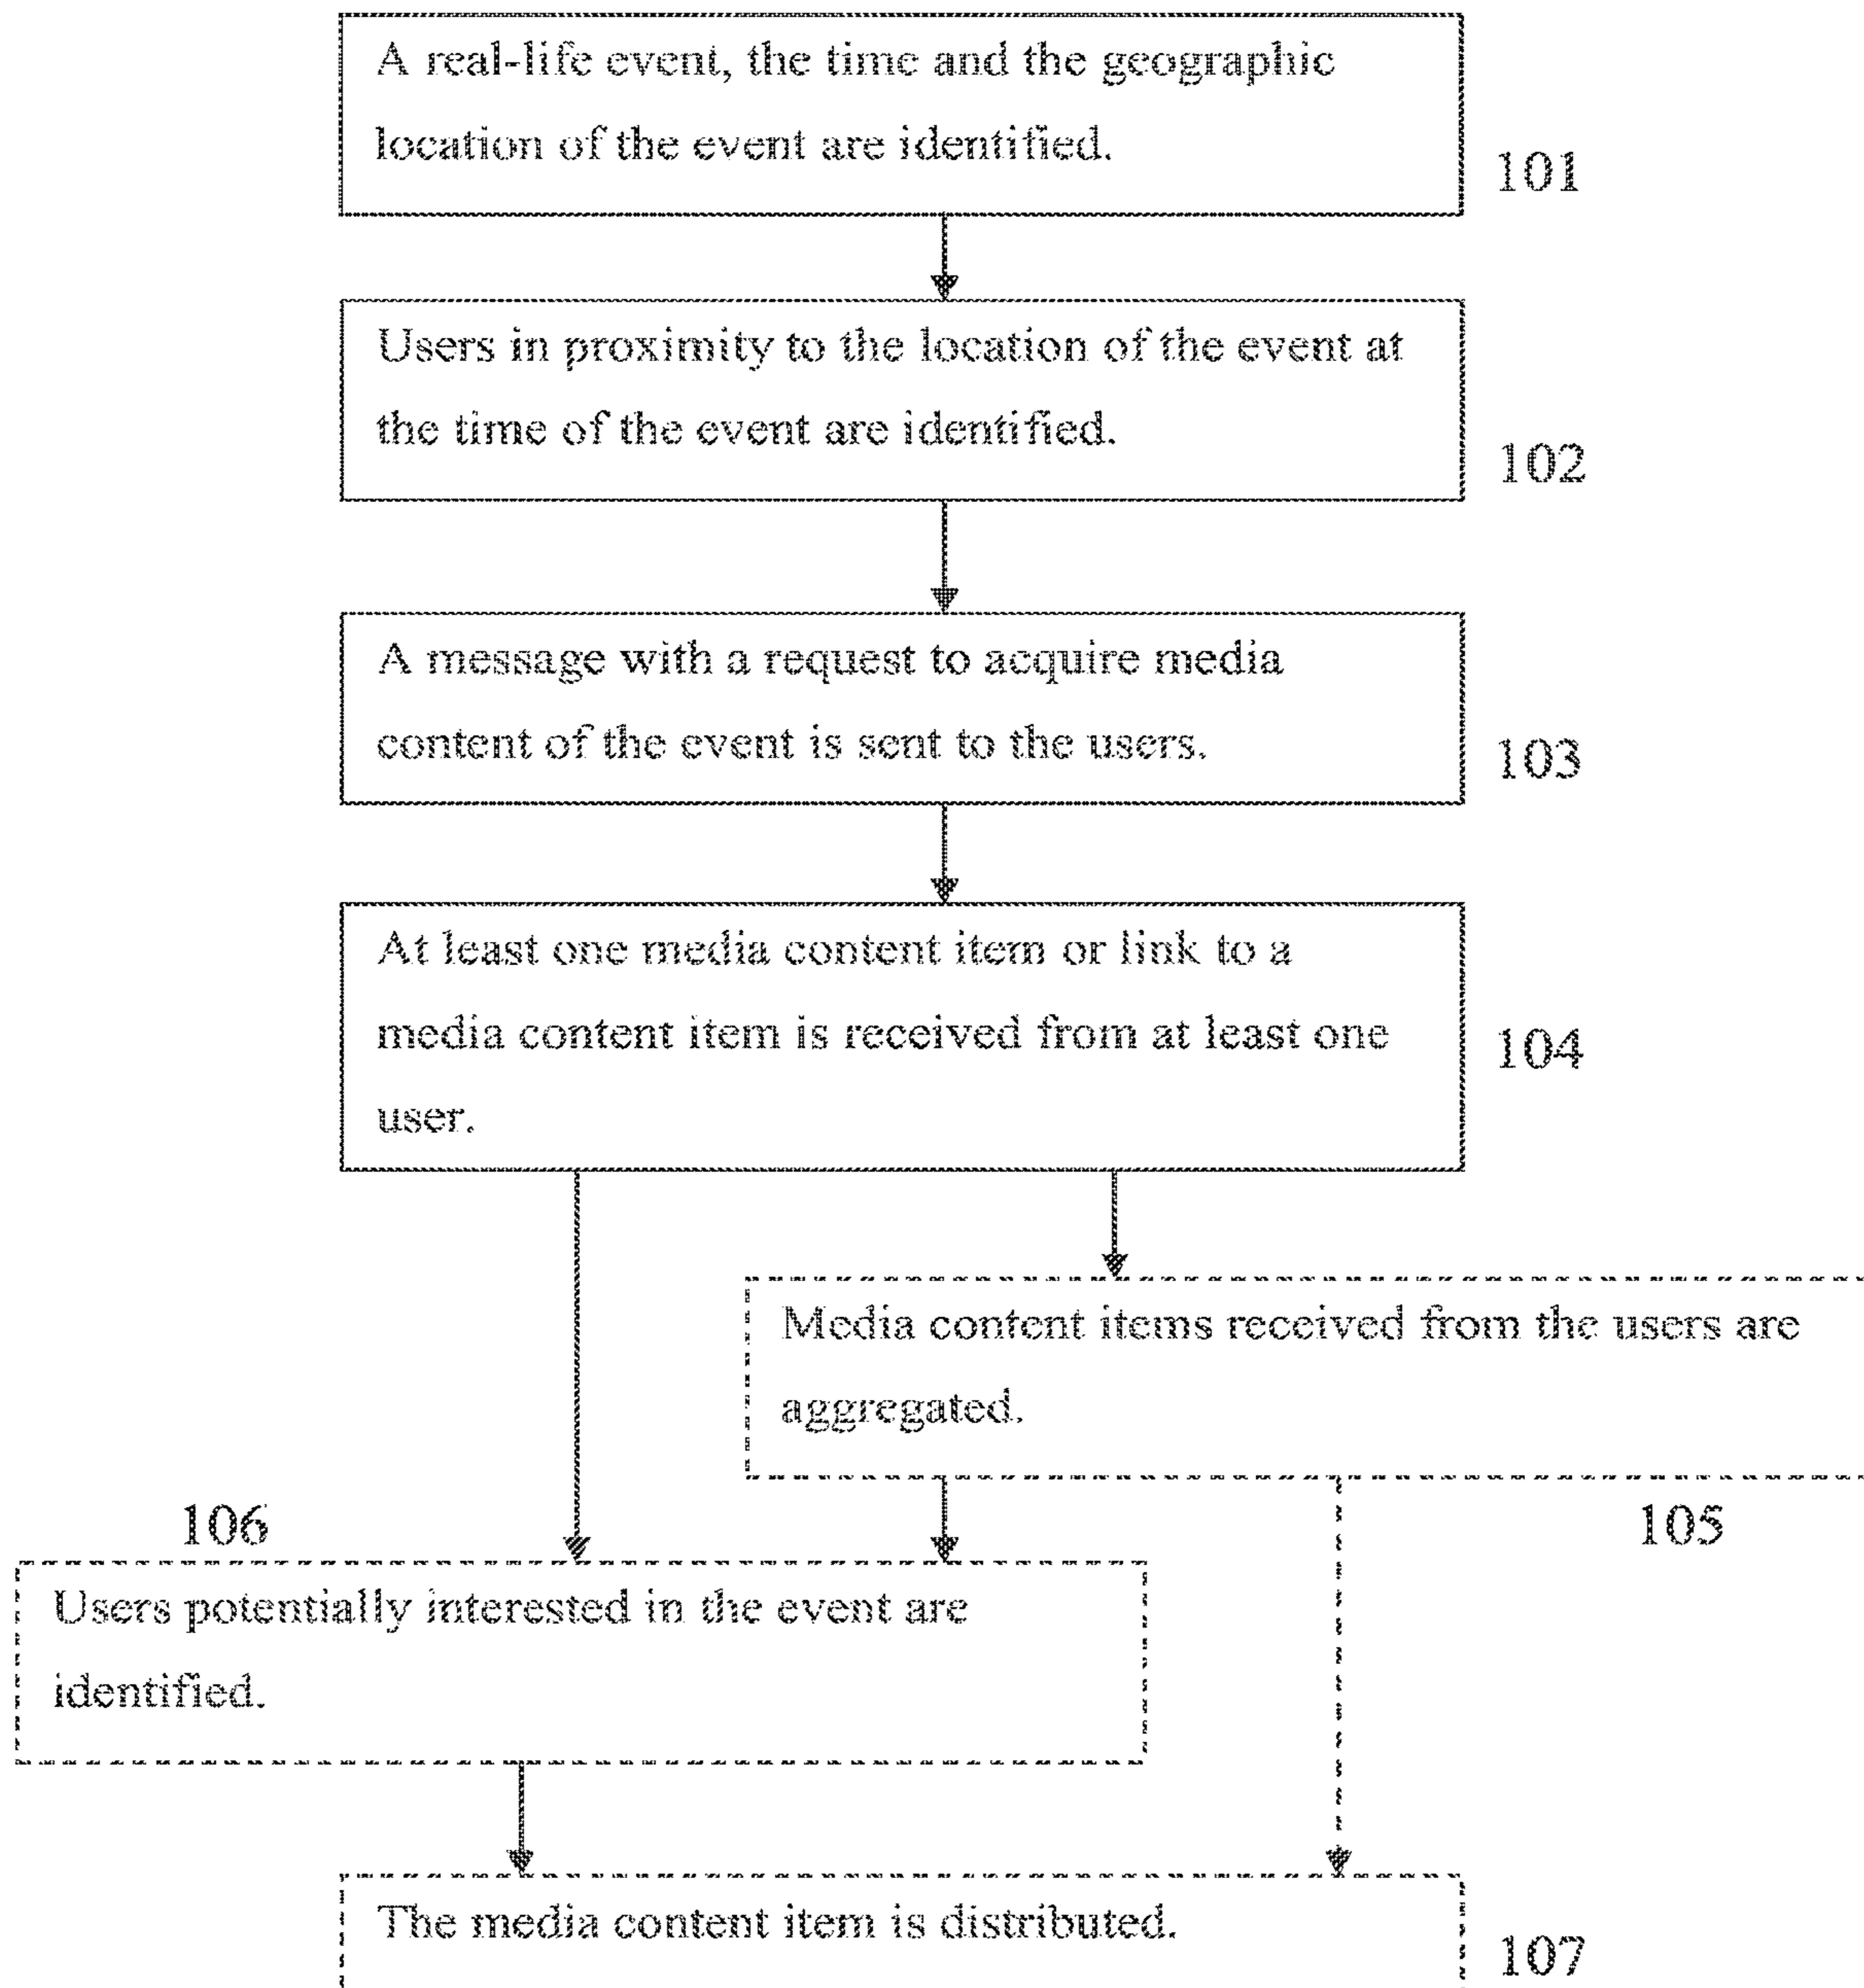 A real-life event, the time and the geographic
location of the event are identified.
101
Users in proximity to the location of the event at
the time of the event are identified.
102
A message with a request to acquire media
content of the event is sent to the users.
103
At least one media content item or link to a
media content item is received from at least one
user.
104
Media content items received from the users are
aggregated.
105
106
Users potentially interested in the event are
identified.
The media content item is distributed.
107